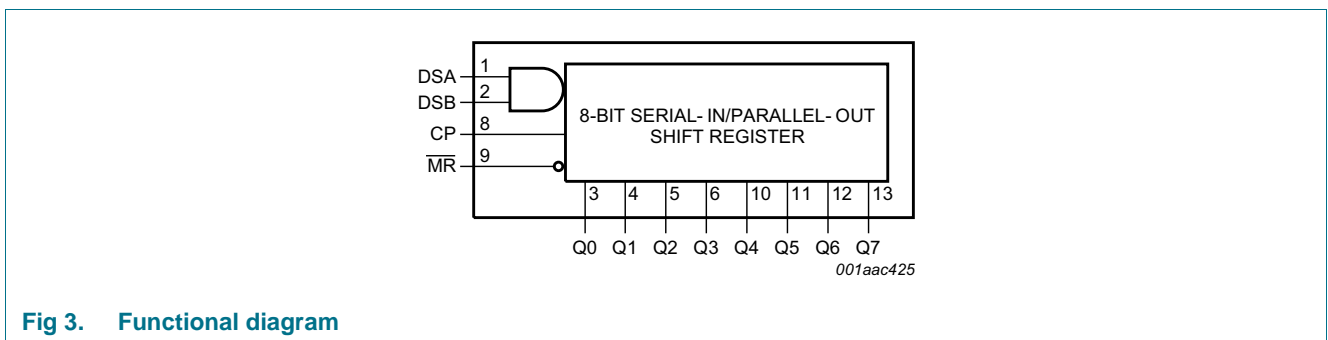 DSA 1
DSB 2
CP 8
MR 9
8-BIT SERIAL- IN/PARALLEL- OUT
SHIFT REGISTER
3 4 5 6 10 11 12 13
Q0 Q1 Q2 Q3 Q4 Q5 Q6 Q7
001aac425
Fig 3. Functional diagram